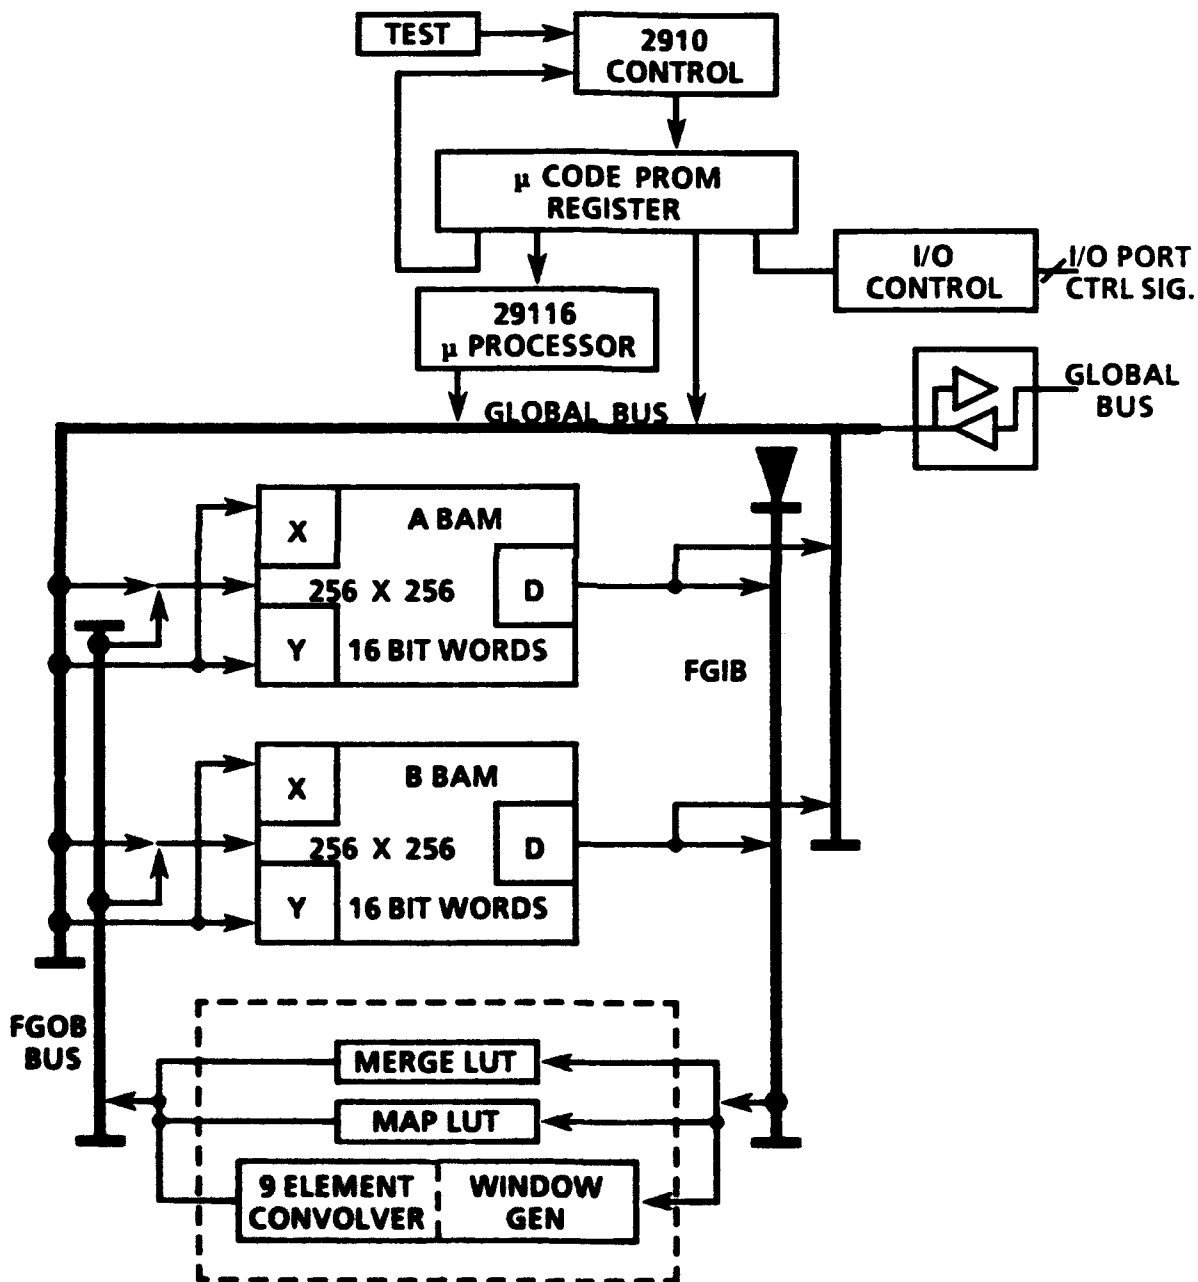 TEST
2910
CONTROL
μ CODE PROM
REGISTER
I/O
CONTROL
I/O PORT
CTRL SIG.
29116
μ PROCESSOR
GLOBAL BUS
GLOBAL
BUS
X
A BAM
256 X 256
D
Y
16 BIT WORDS
FGIB
X
B BAM
256 X 256
D
Y
16 BIT WORDS
FGOB
BUS
MERGE LUT
MAP LUT
9 ELEMENT
CONVOLVER
WINDOW
GEN